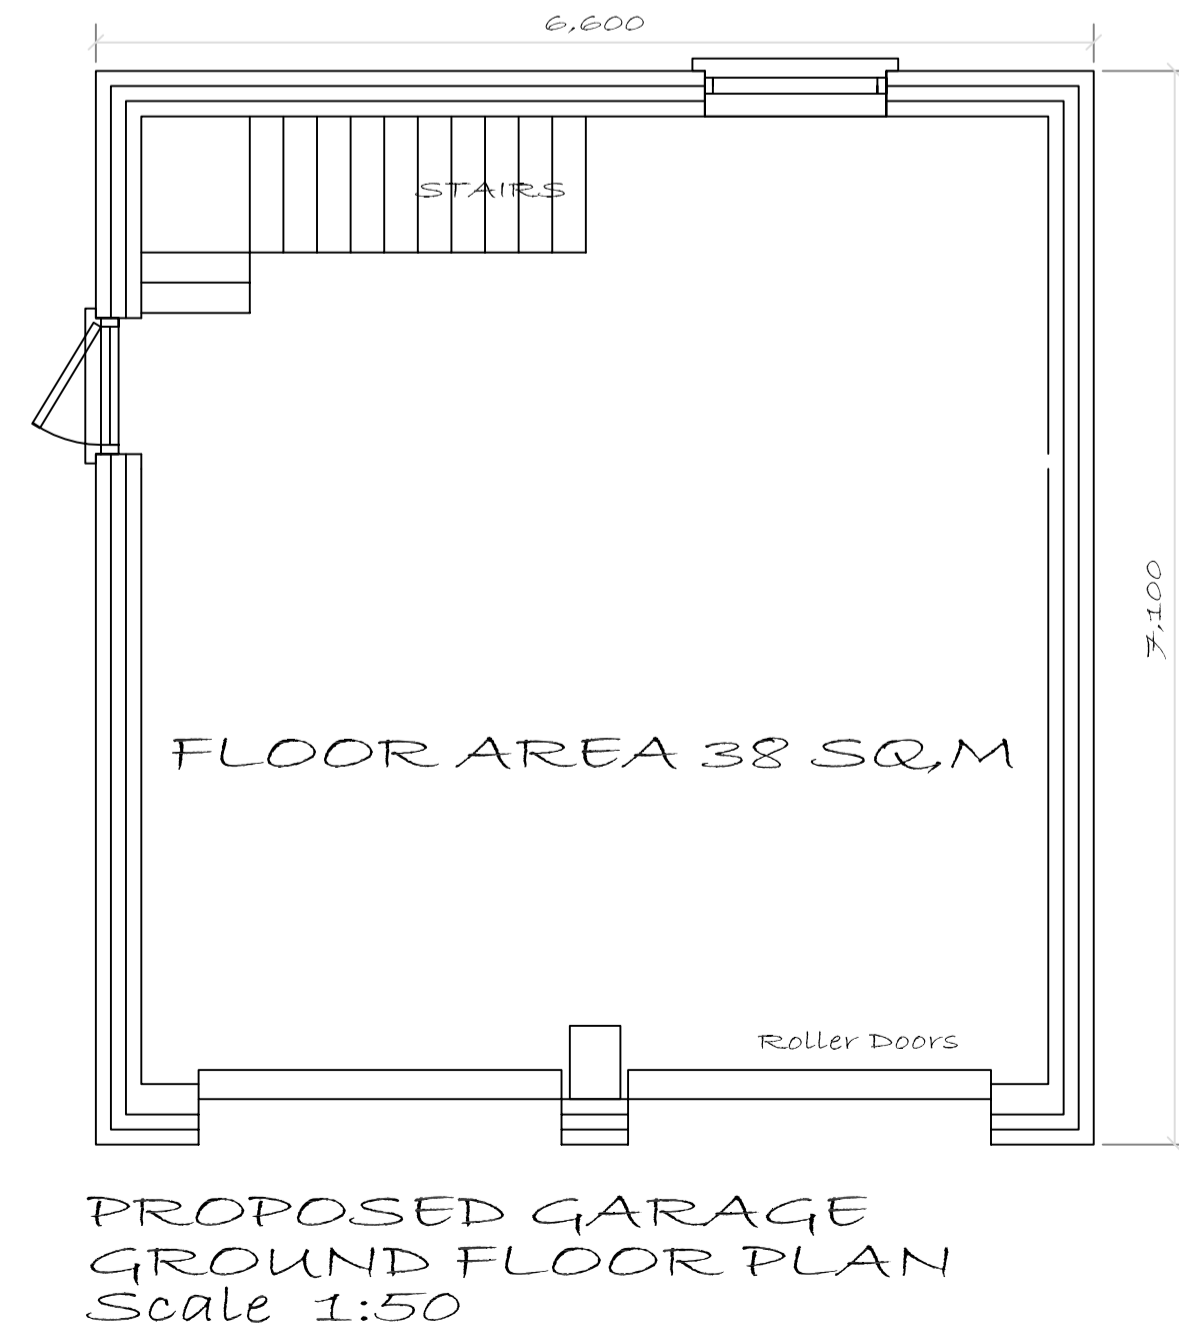 6,600
STAIRS
7,100
FLOOR AREA 38 SQ,M
Roller Doors
PROPOSED GARAGE
GROUND FLOOR PLAN
Scale 1:50